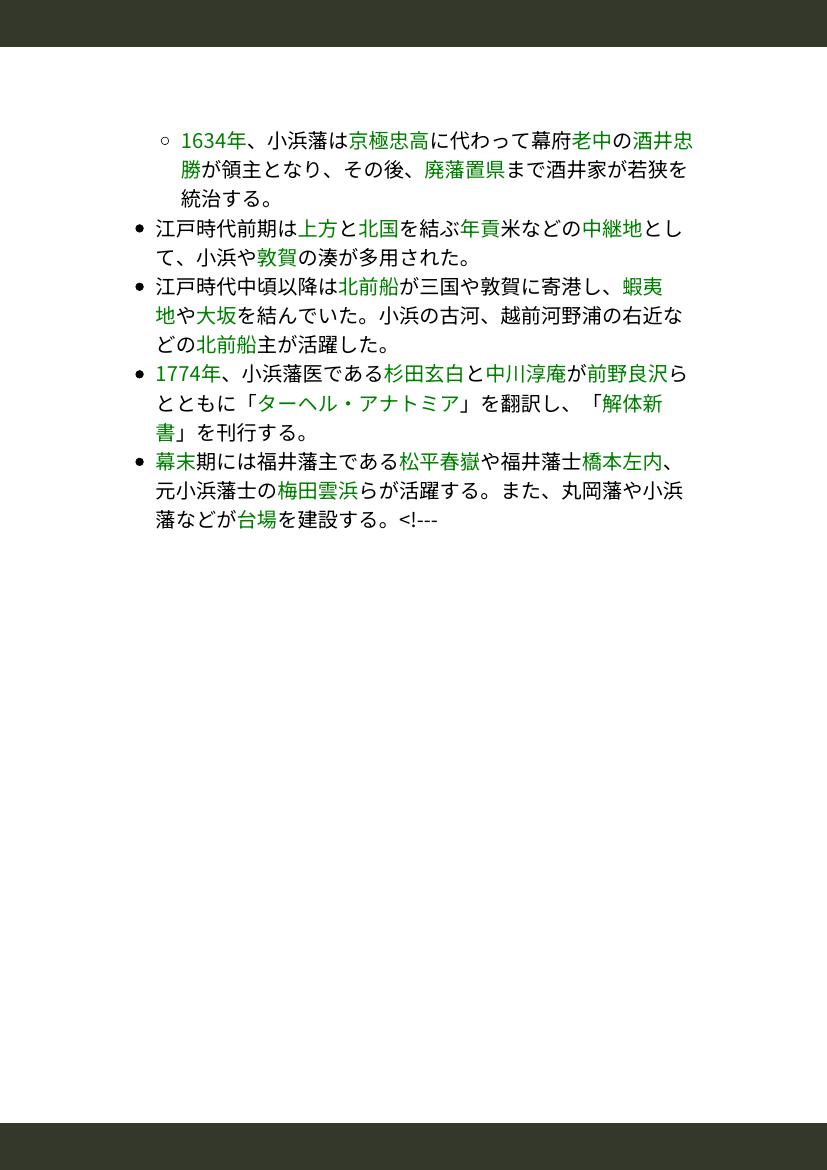 1634年、小浜藩は京極忠高に代わって幕府老中の酒井忠
勝が領主となり、その後、廃藩置県まで酒井家が若狭を
統治する。
江戸時代前期は上方と北国を結ぶ年貢米などの中継地とし
て、小浜や敦賀の湊が多用された。
江戸時代中頃以降は北前船が三国や敦賀に寄港し、蝦夷
地や大坂を結んでいた。小浜の古河、越前河野浦の右近な
どの北前船主が活躍した。
1774年、小浜藩医である杉田玄白と中川淳庵が前野良沢ら
とともに「ターヘル・アナトミア」を翻訳し、「解体新
書」を刊行する。
幕末期には福井藩主である松平春嶽や福井藩士橋本左内、
元小浜藩士の梅田雲浜らが活躍する。また、丸岡藩や小浜
藩などが台場を建設する。<!---